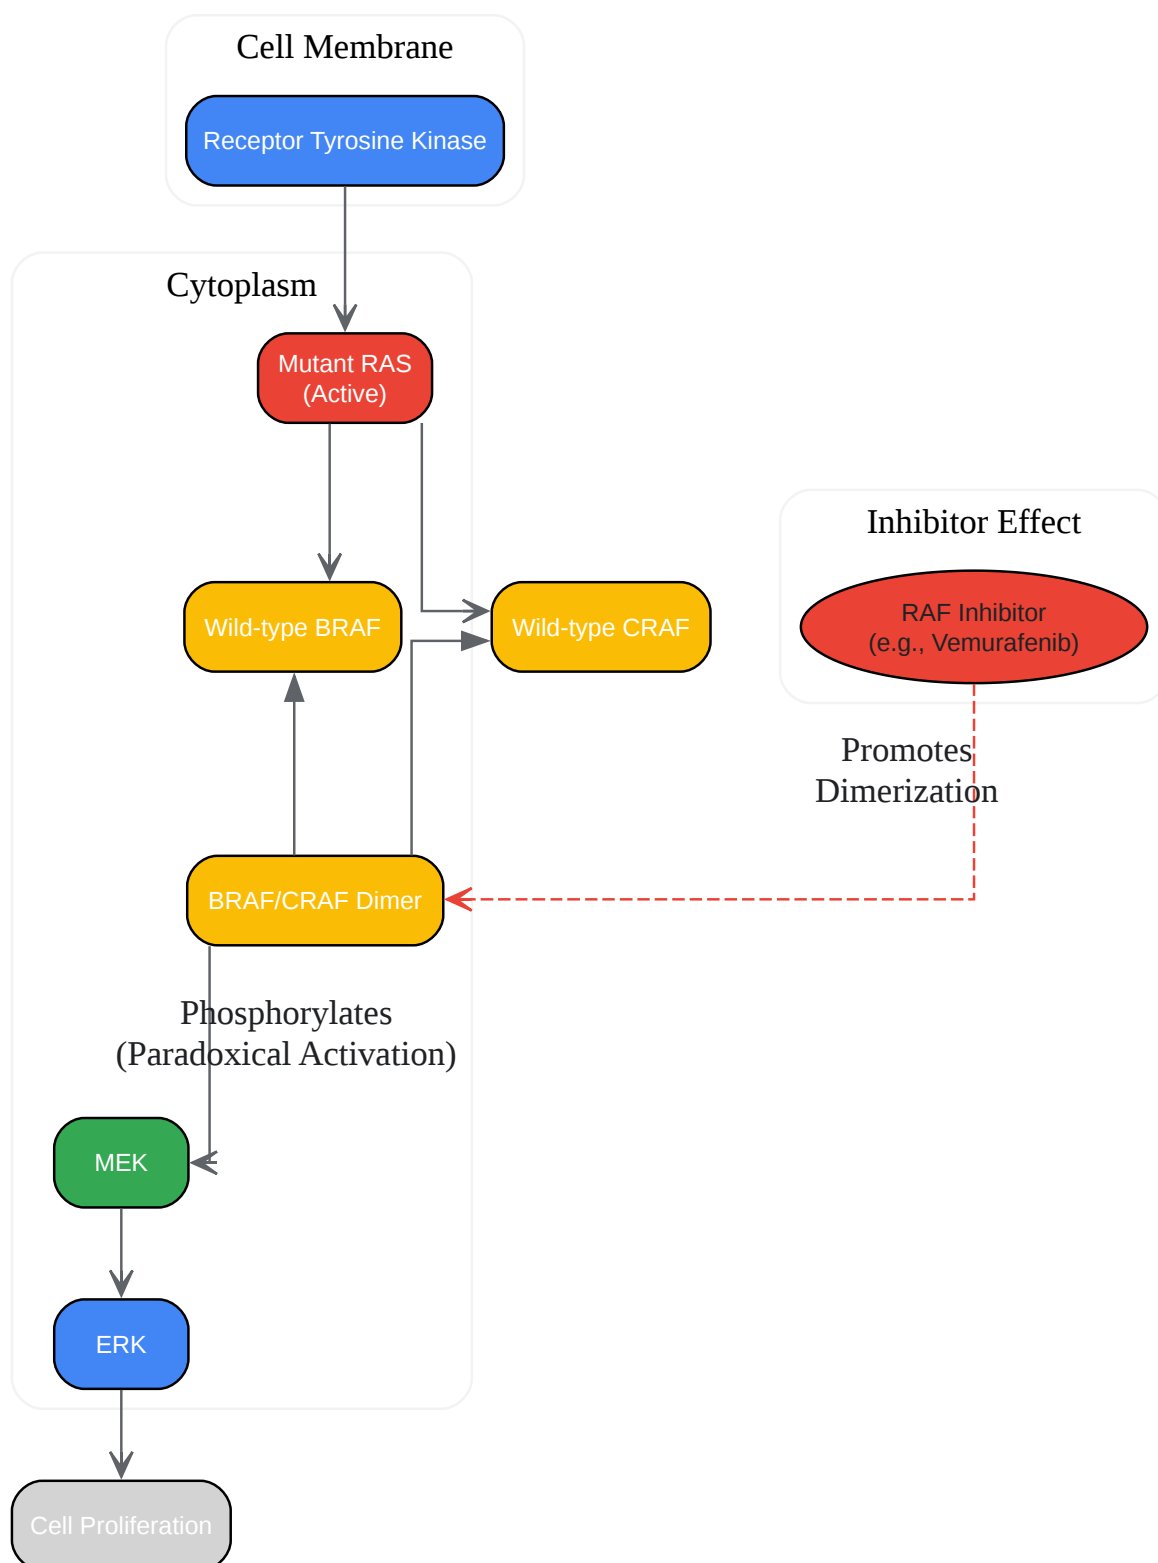 Cell Membrane
Receptor Tyrosine Kinase
Cytoplasm
Mutant RAS
(Active)
Inhibitor Effect
Wild-type BRAF
Wild-type CRAF
RAF Inhibitor
(e.g., Vemurafenib)
Promotes
Dimerization
BRAF/CRAF Dimer
Phosphorylates
(Paradoxical Activation)
MEK
ERK
Cell Proliferation